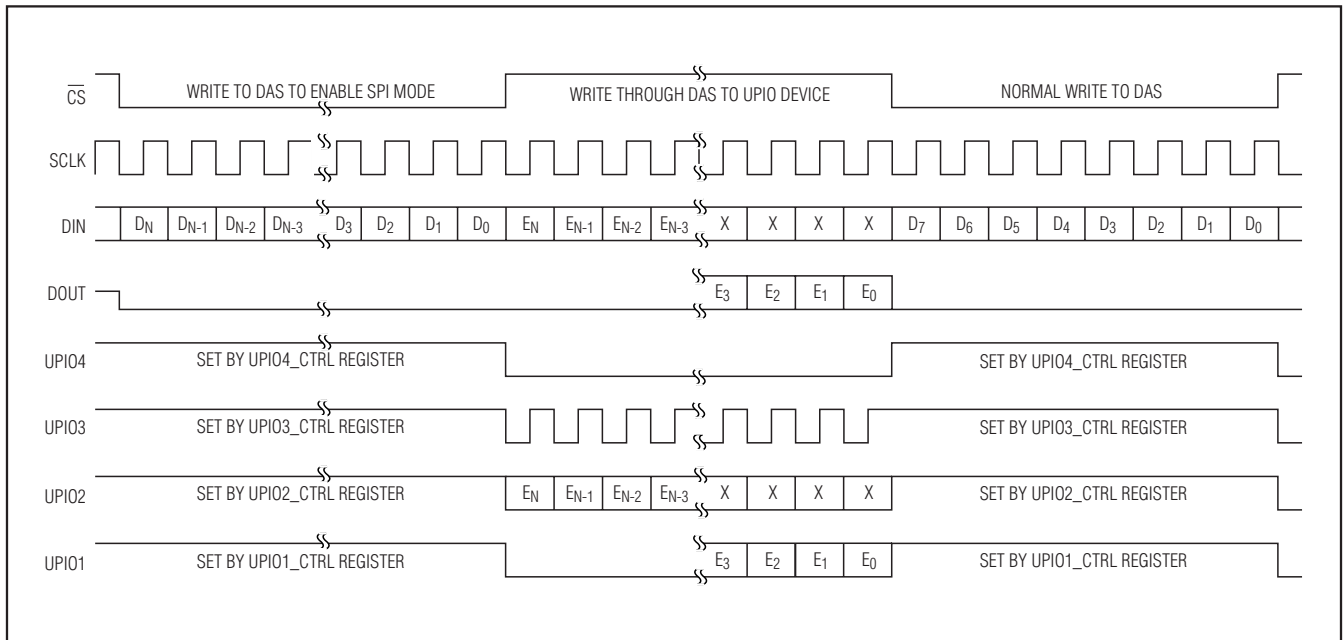 CS WRITE TO DAS TO ENABLE SPI MODE WRITE THROUGH DAS TO UPIO DEVICE NORMAL WRITE TO DAS
SCLK
DIN DN DN-1 DN-2 DN-3 D3 D2 D1 D0 EN EN-1 EN-2 EN-3 X X X X D7 D6 D5 D4 D3 D2 D1 D0
DOUT E3 E2 E1 E0
UPIO4 SET BY UPIO4_CTRL REGISTER SET BY UPIO4_CTRL REGISTER
UPIO3 SET BY UPIO3_CTRL REGISTER SET BY UPIO3_CTRL REGISTER
UPIO2 SET BY UPIO2_CTRL REGISTER EN EN-1 EN-2 EN-3 X X X X SET BY UPIO2_CTRL REGISTER
UPIO1 SET BY UPIO1_CTRL REGISTER E3 E2 E1 E0 SET BY UPIO1_CTRL REGISTER